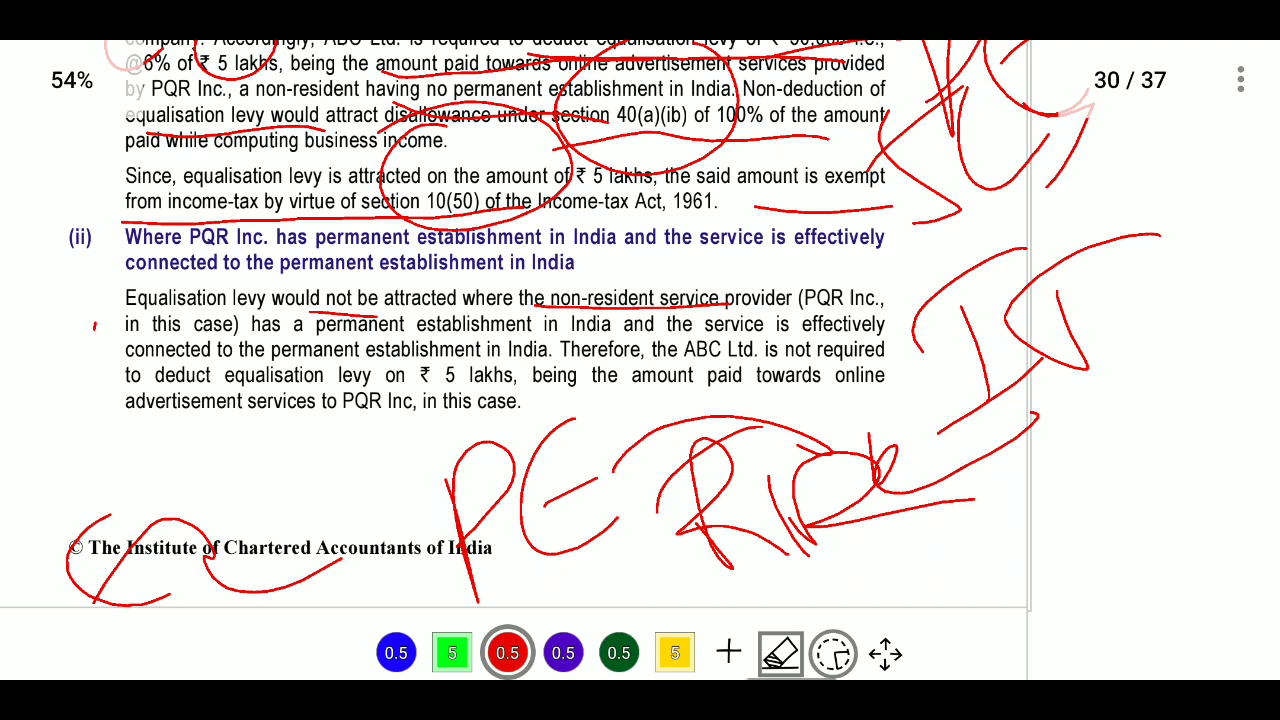 company. Accordingly, ABC Ltd. is required to deduct equalisation levy of ₹ 30,000 i.e.,
54%
@6% of ₹ 5 lakhs, being the amount paid towards online advertisement services provided
30 / 37
by PQR Inc., a non-resident having no permanent establishment in India. Non-deduction of
equalisation levy would attract disallowance under section 40(a)(ib) of 100% of the amount
paid while computing business income.
Since, equalisation levy is attracted on the amount of ₹ 5 lakhs, the said amount is exempt
from income-tax by virtue of section 10(50) of the Income-tax Act, 1961.
(ii) Where PQR Inc. has permanent establishment in India and the service is effectively
connected to the permanent establishment in India
Equalisation levy would not be attracted where the non-resident service provider (PQR Inc.,
in this case) has a permanent establishment in India and the service is effectively
connected to the permanent establishment in India. Therefore, the ABC Ltd. is not required
to deduct equalisation levy on ₹ 5 lakhs, being the amount paid towards online
advertisement services to PQR Inc, in this case.
PE
© The Institute of Chartered Accountants of India
0.5 5 0.5 0.5 0.5 5